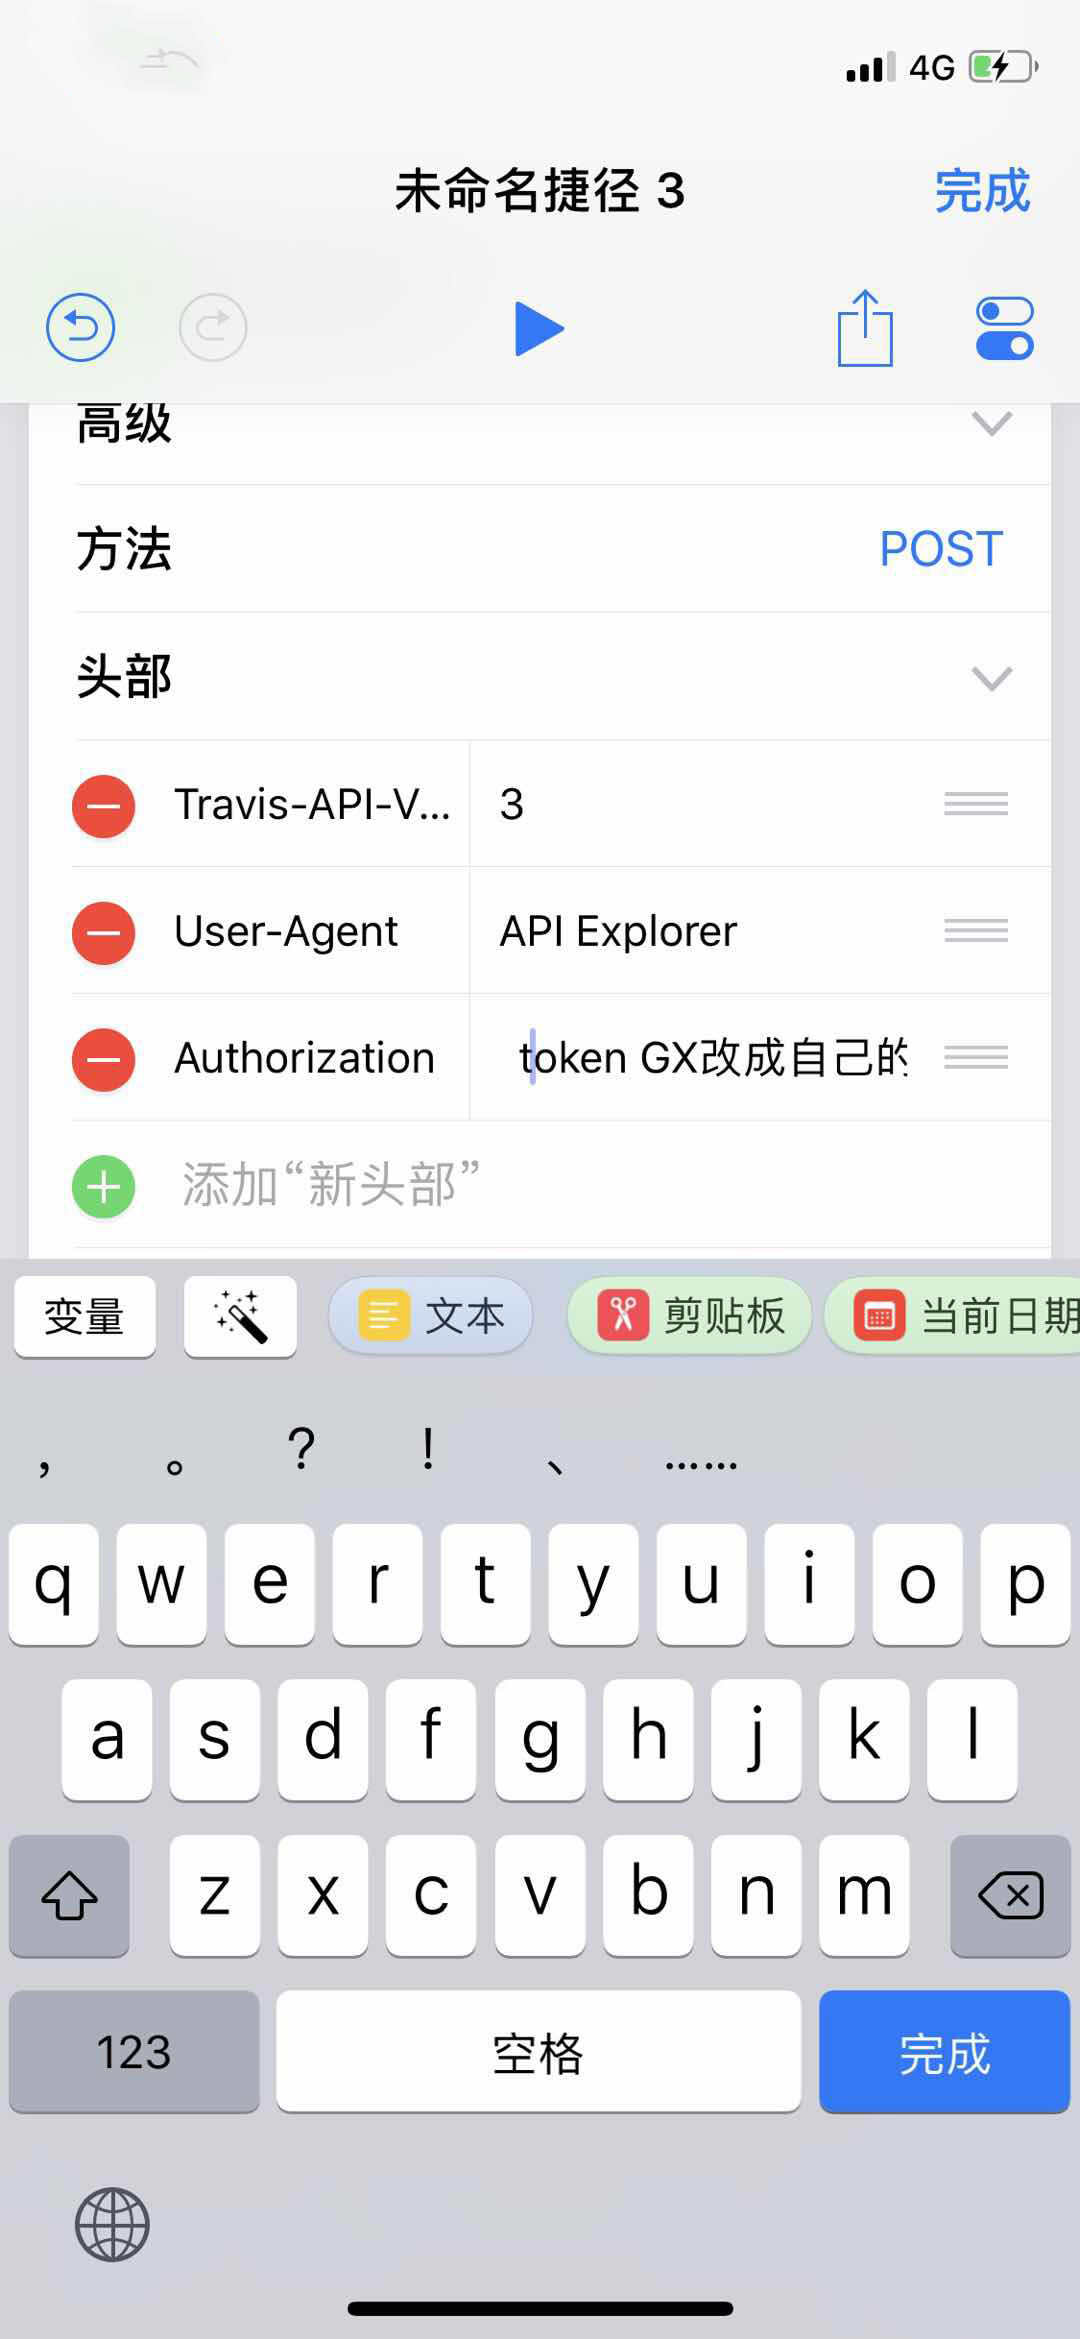 4G
未命名捷径 3
完成
高级
方法 POST
头部
Travis-API-V... 3
User-Agent API Explorer
Authorization token GX改成自己的
添加“新头部”
变量 文本 剪贴板 当前日期
， 。 ？ ！ 、 ……
q w e r t y u i o p
a s d f g h j k l
z x c v b n m
123 空格 完成